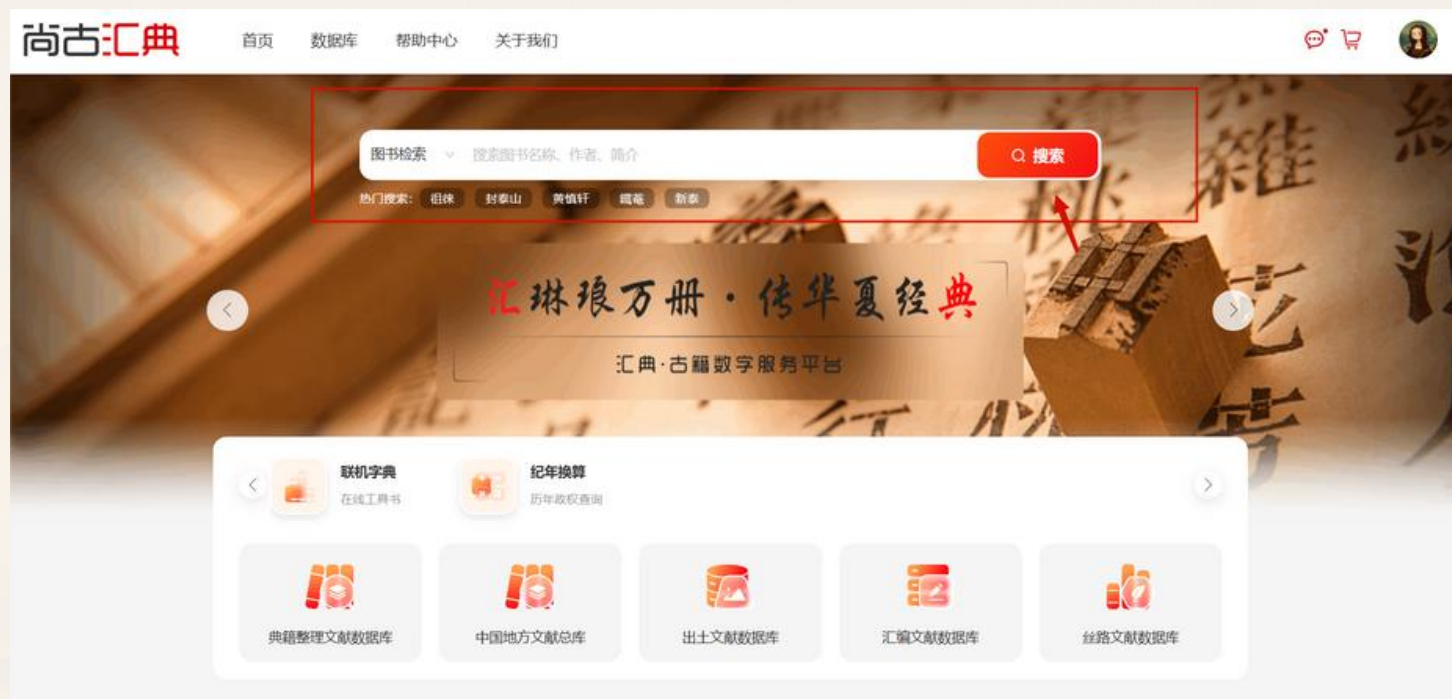 尚古汇典
首页 数据库 帮助中心 关于我们
图书检索 搜索图书名称、作者、简介 搜索
热门搜索： 徂徕 封泰山 黄慎轩 新泰
汇琳琅万册·传华夏经典
汇典·古籍数字服务平台
联机字典 纪年换算
在线工具书 历年政权查询
典籍整理文献数据库 中国地方文献总库 出土文献数据库 汇编文献数据库 丝路文献数据库